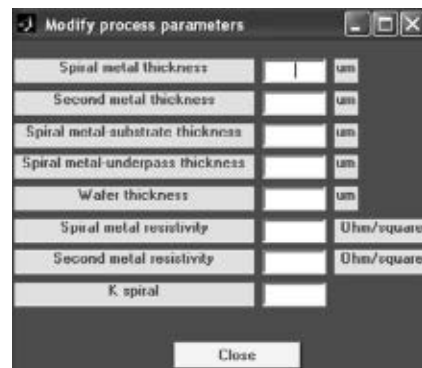 Modify process parameters
Spiral metal thickness um
Second metal thickness um
Spiral metal-substrate thickness um
Spiral metal-underpass thickness um
Wafer thickness um
Spiral metal resistivity Ohm/square
Second metal resistivity Ohm/square
K spiral
Close